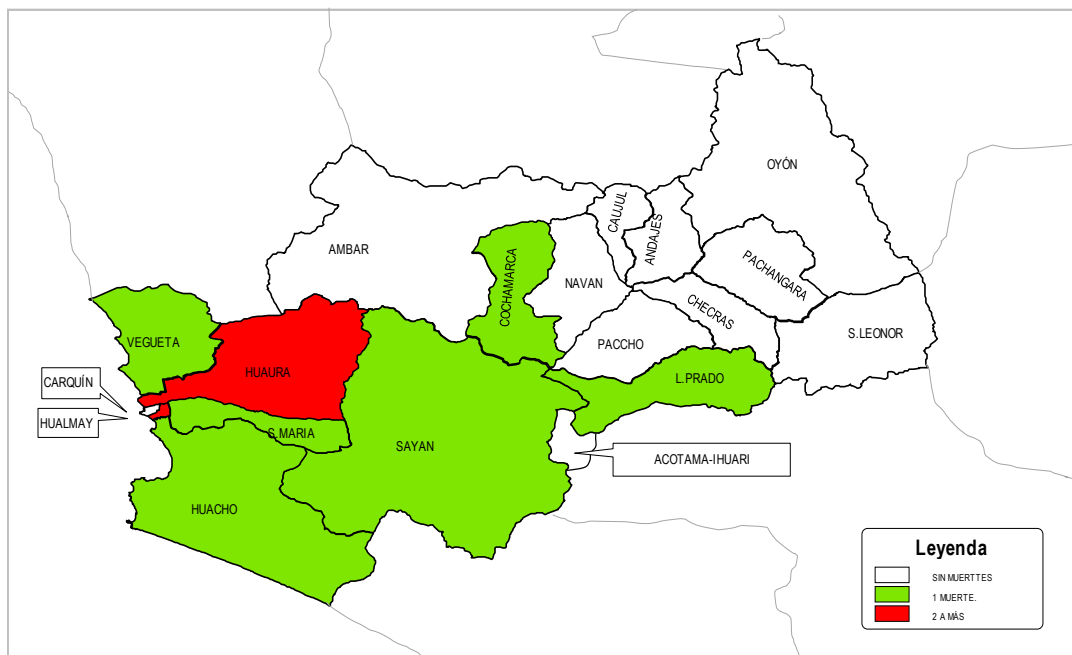 OYÓN
CAUJUL
ANDAJES
AMBAR
PACHANGARA
COCHAMARCA
NAVAN
CHECRAS
S.LEONOR
VEGUETA
PACCHO
HUAURA
L.PRADO
CARQUÍN
HUALMAY
S.MARIA
SAYAN
ACOTAMA-IHUARI
HUACHO
Leyenda
SIN MUERTTES
1 MUERTE.
2 A MÁS